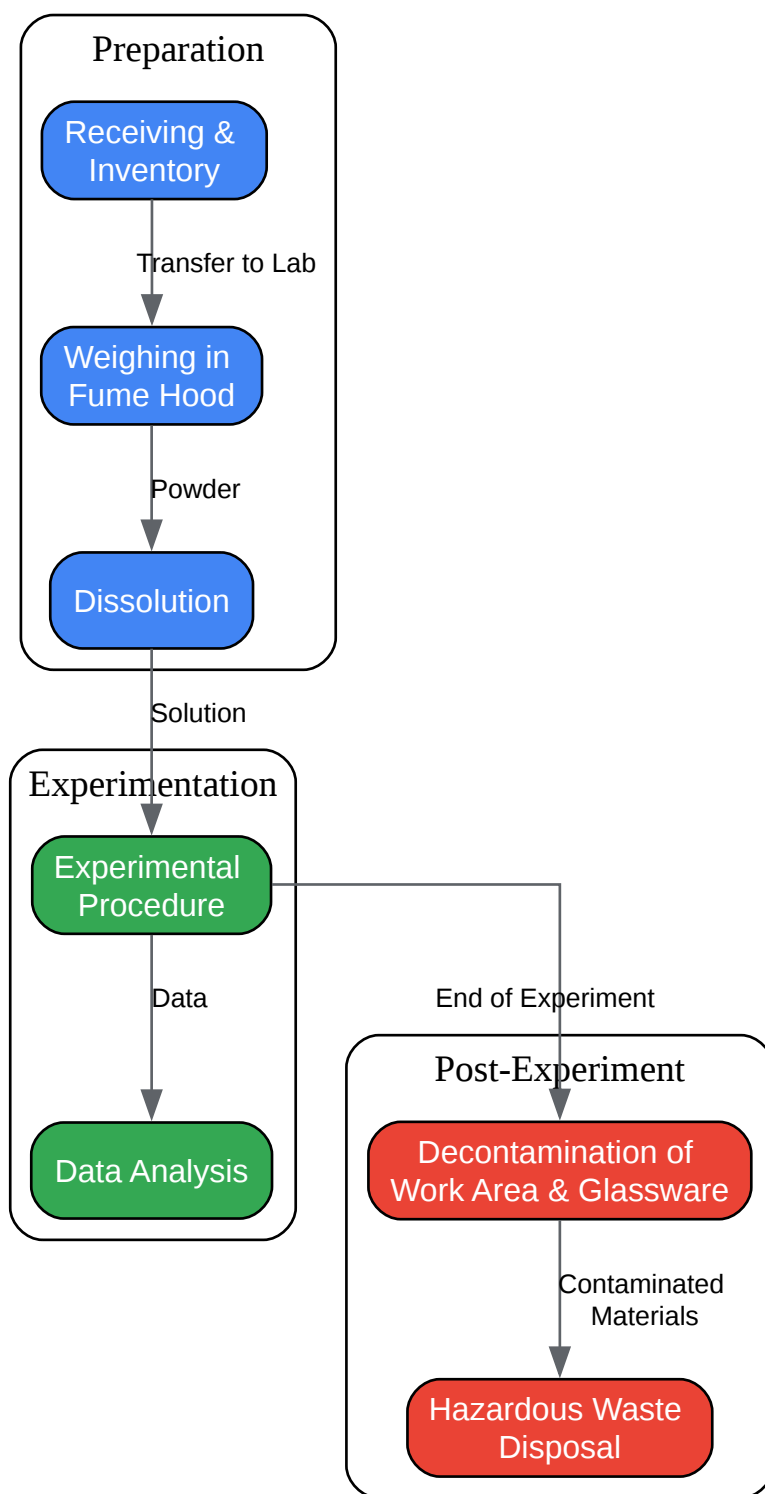 Preparation
Receiving &
Inventory
Transfer to Lab
Weighing in
Fume Hood
Powder
Dissolution
Solution
Experimentation
Experimental
Procedure
Data
End of Experiment
Post-Experiment
Data Analysis
Decontamination of
Work Area & Glassware
Contaminated
Materials
Hazardous Waste
Disposal